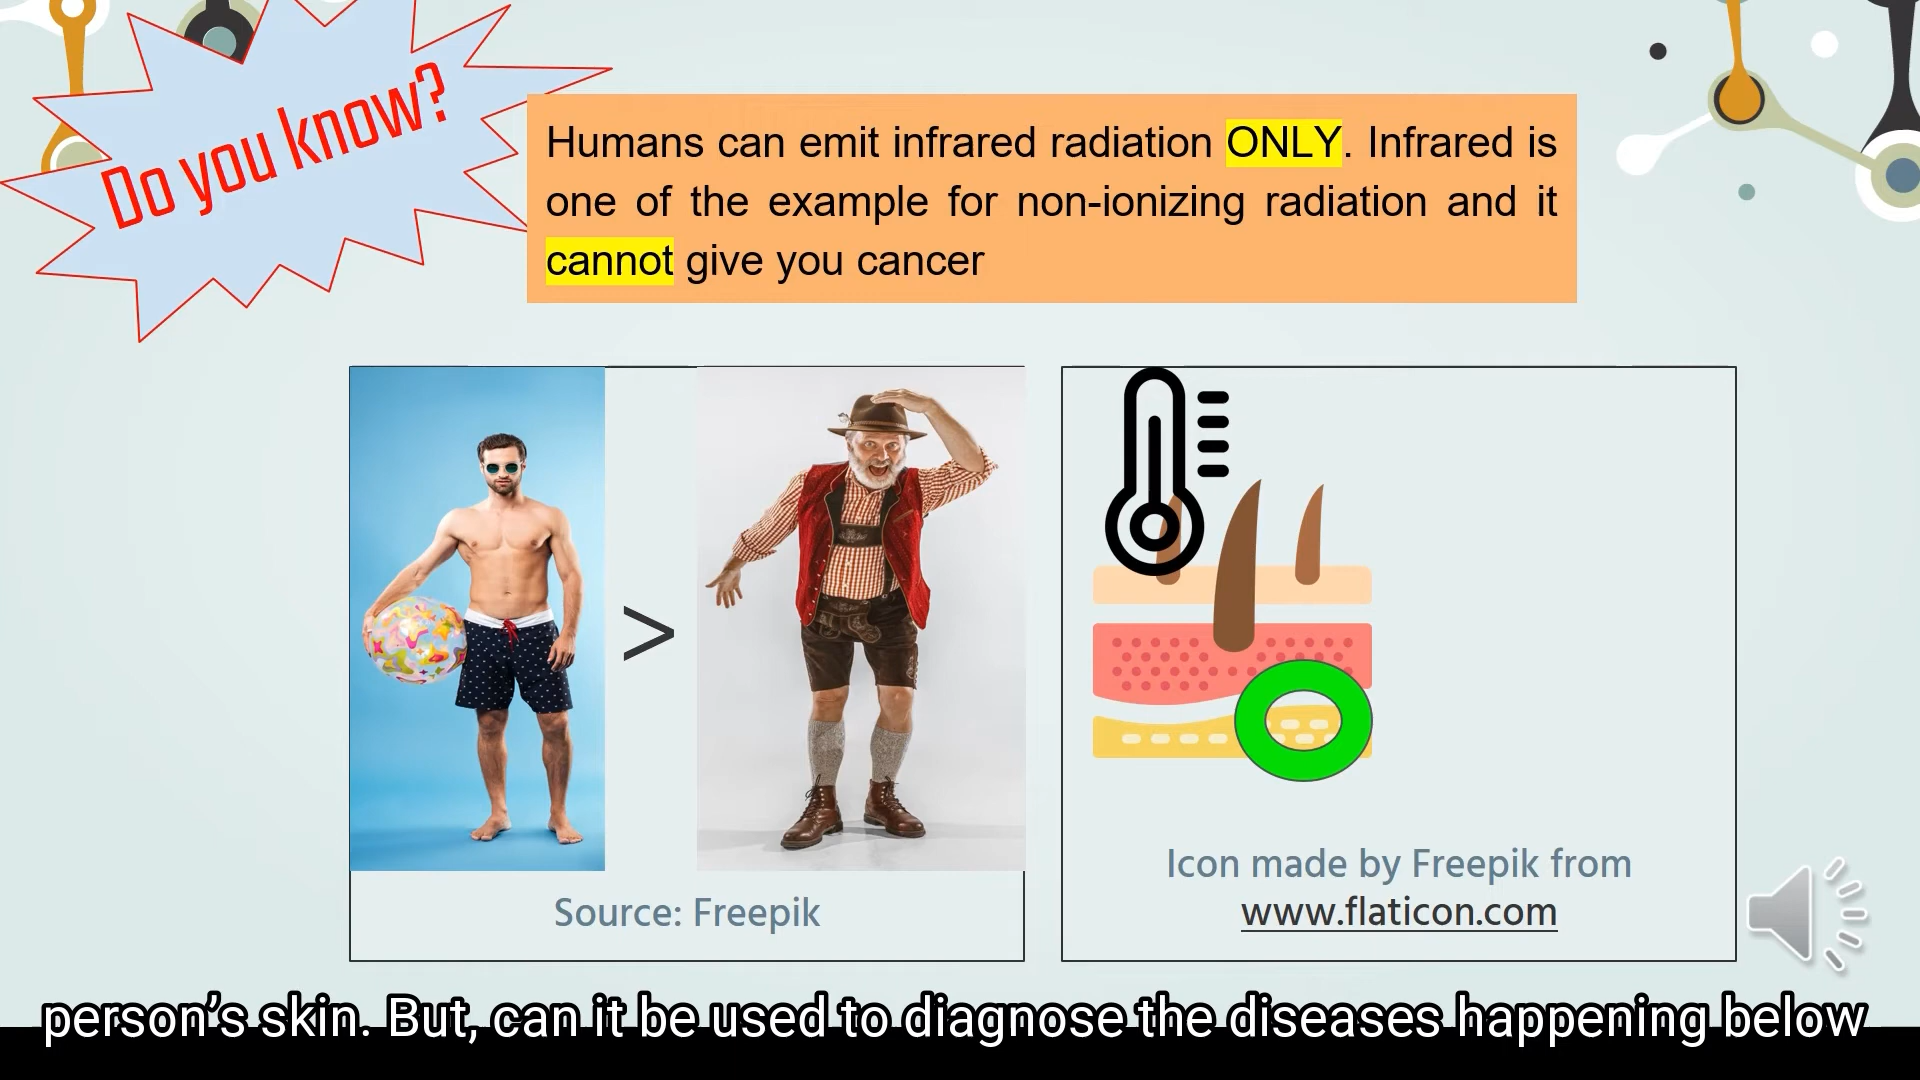 Do you know?
Humans can emit infrared radiation ONLY. Infrared is
one of the example for non-ionizing radiation and it
cannot give you cancer
>
Source: Freepik
Icon made by Freepik from
www.flaticon.com
person’s skin. But, can it be used to diagnose the diseases happening below